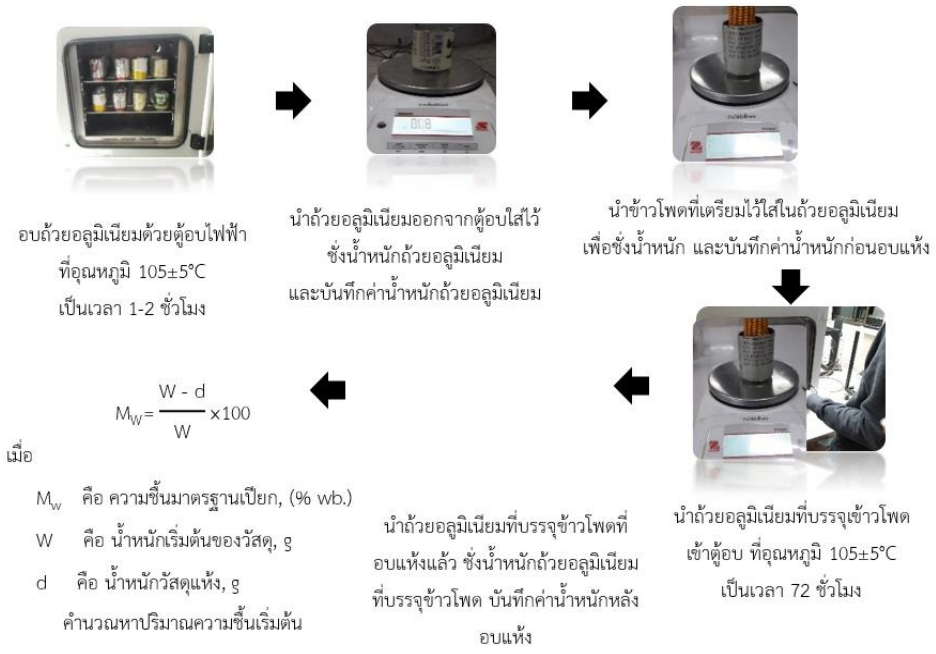 อบถ้วยอลูมิเนียมด้วยตู้อบไฟฟ้า
ที่อุณหภูมิ 105±5°C
เป็นเวลา 1-2 ชั่วโมง
นำถ้วยอลูมิเนียมออกจากตู้อบใส่ไว้
ชั่งน้ำหนักถ้วยอลูมิเนียม
และบันทึกค่าน้ำหนักถ้วยอลูมิเนียม
นำข้าวโพดที่เตรียมไว้ใส่ในถ้วยอลูมิเนียม
เพื่อชั่งน้ำหนัก และบันทึกค่าน้ำหนักก่อนอบแห้ง
นำถ้วยอลูมิเนียมที่บรรจุเข้าวโพด
เข้าตู้อบ ที่อุณหภูมิ 105±5°C
เป็นเวลา 72 ชั่วโมง
นำถ้วยอลูมิเนียมที่บรรจุข้าวโพดที่
อบแห้งแล้ว ชั่งน้ำหนักถ้วยอลูมิเนียม
ที่บรรจุข้าวโพด บันทึกค่าน้ำหนักหลัง
อบแห้ง
W - d
M_W= ×100
W
เมื่อ
M_w คือ ความชื้นมาตรฐานเปียก, (% wb.)
W คือ น้ำหนักเริ่มต้นของวัสดุ, g
d คือ น้ำหนักวัสดุแห้ง, g
คำนวณหาปริมาณความชื้นเริ่มต้น